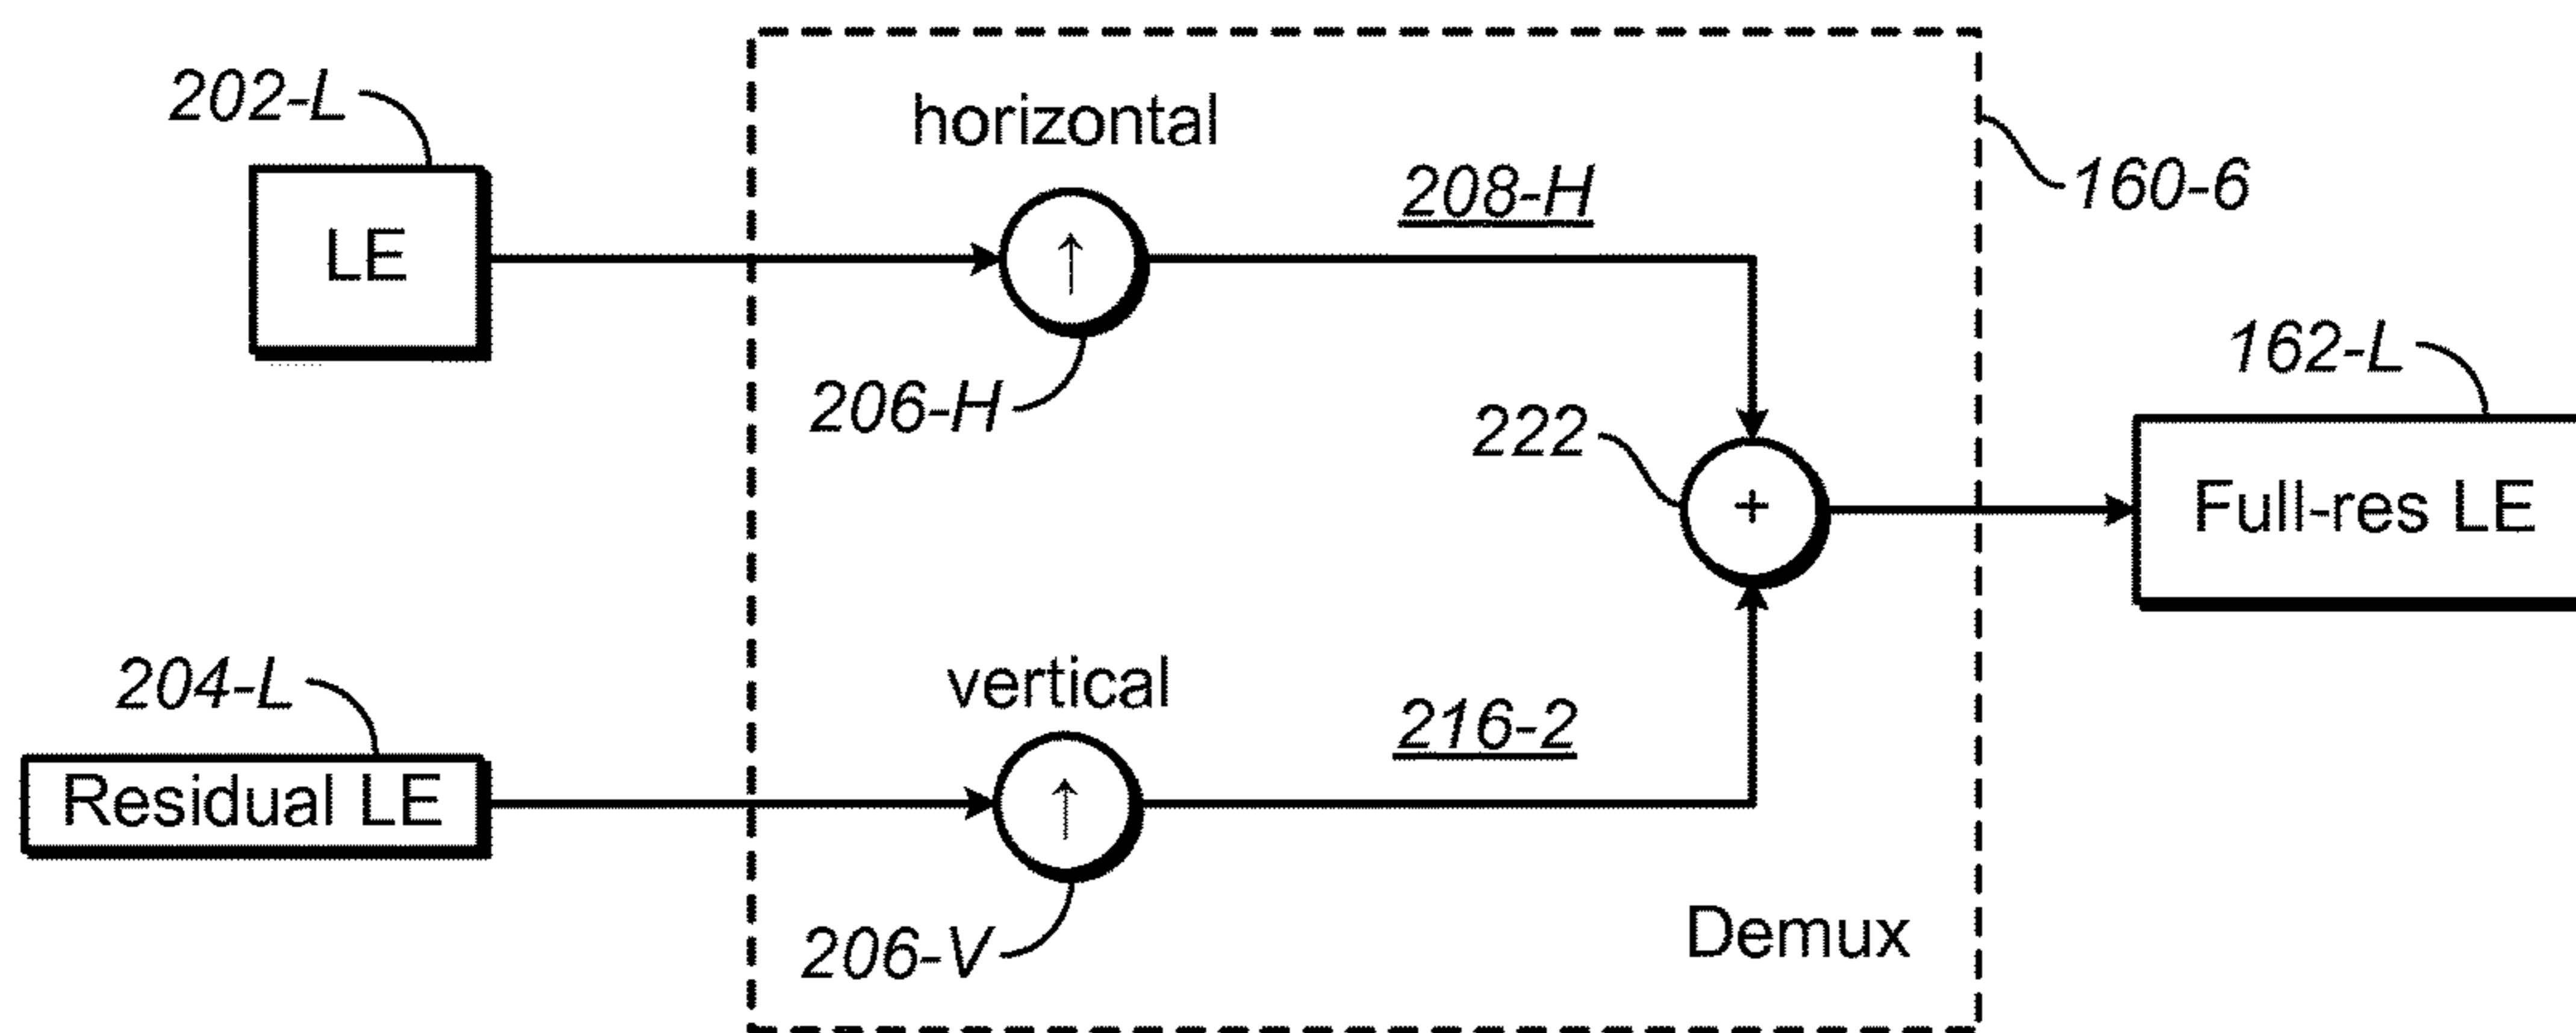 202-L
horizontal
208-H
160-6
LE
↑
206-H
162-L
222
+
Full-res LE
204-L
vertical
216-2
Residual LE
↑
206-V
Demux